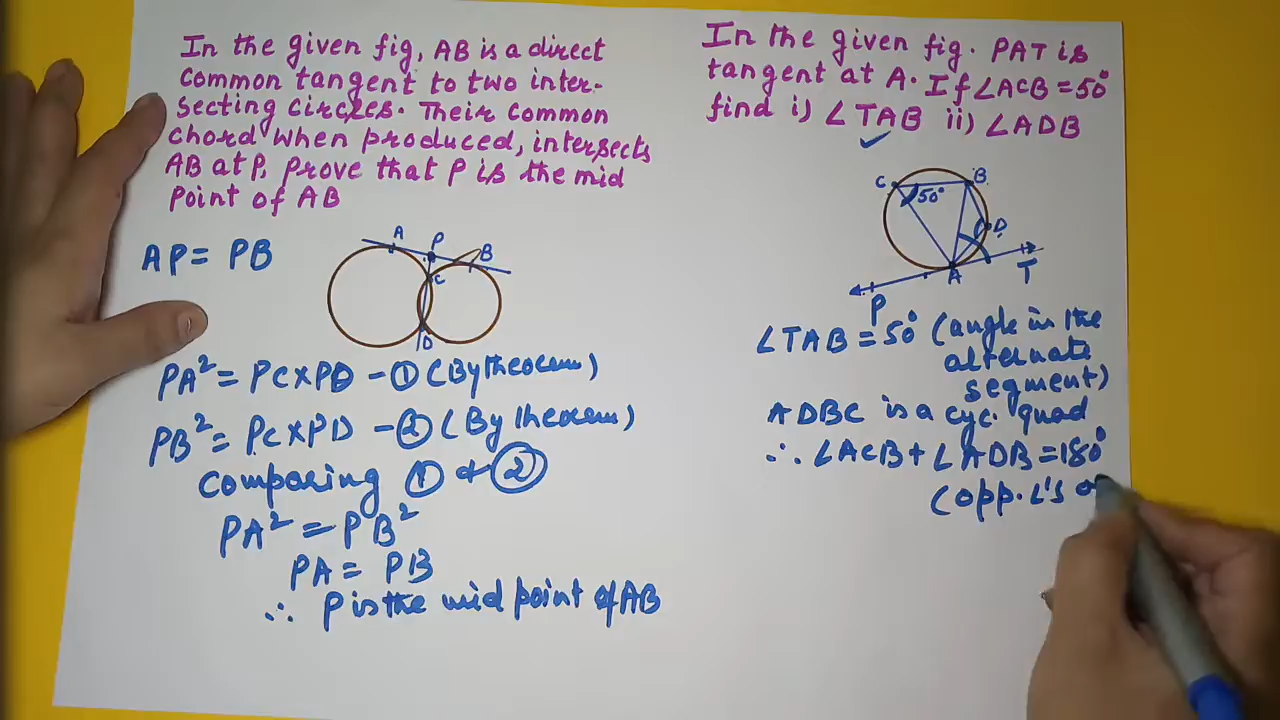 In the given fig, AB is a direct
common tangent to two inter-
secting circles. Their common
chord when produced, intersects
AB at P, prove that P is the mid
point of AB
AP = PB
A
P
B
C
D
PA² = PC×PD - ① (By theorem)
PB² = PC×PD - ② (By theorem)
Comparing ① & ②
PA² = PB²
PA = PB
∴ P is the mid point of AB
In the given fig. PAT is
tangent at A. If ∠ACB = 50°
find i) ∠TAB ii) ∠ADB
C
B
50°
D
A
T
P
∠TAB = 50° (angle in the
alternate
segment)
ADBC is a cyc. quad
∴ ∠ACB + ∠ADB = 180°
(opp. ∠'s o